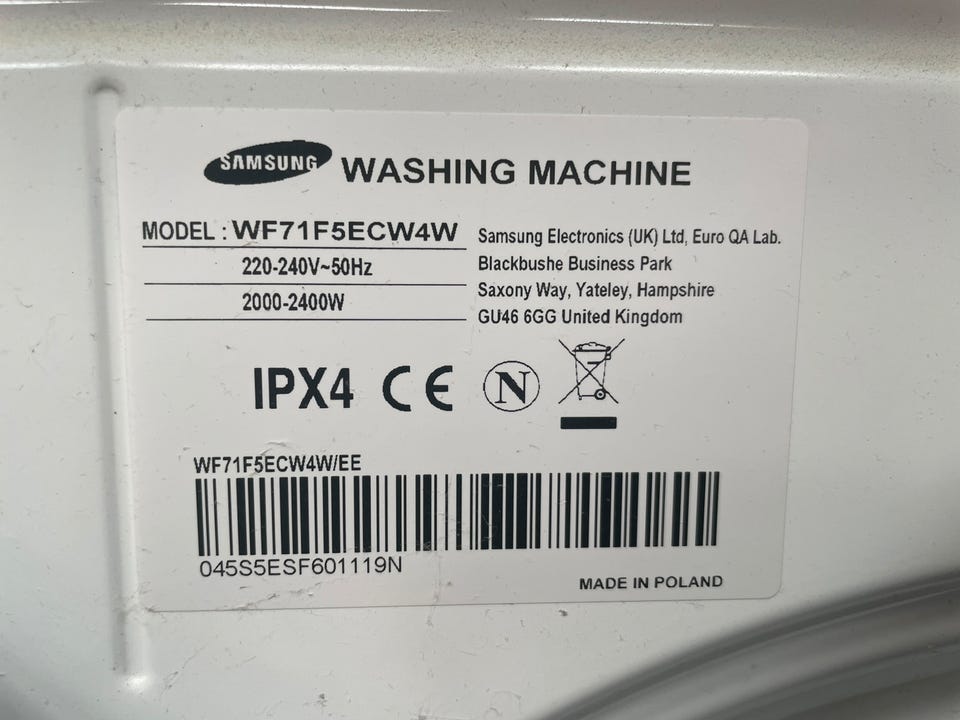 SAMSUNG WASHING MACHINE
MODEL : WF71F5ECW4W
220-240V~50Hz
2000-2400W
Samsung Electronics (UK) Ltd, Euro QA Lab.
Blackbushe Business Park
Saxony Way, Yateley, Hampshire
GU46 6GG United Kingdom
IPX4 CE N
WF71F5ECW4W/EE
045S5ESF601119N
MADE IN POLAND